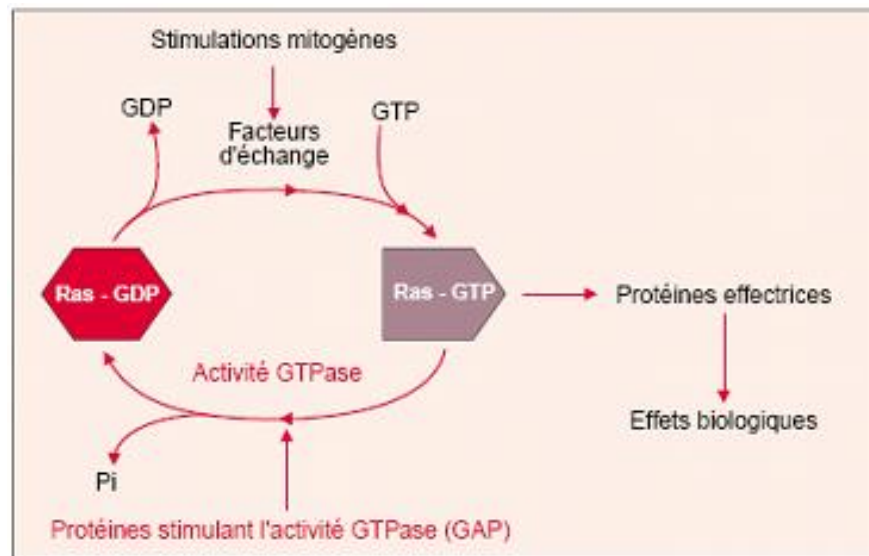 Stimulations mitogènes
GDP
GTP
Facteurs
d'échange
Ras - GDP
Ras - GTP
Protéines effectrices
Activité GTPase
Effets biologiques
Pi
Protéines stimulant l'activité GTPase (GAP)